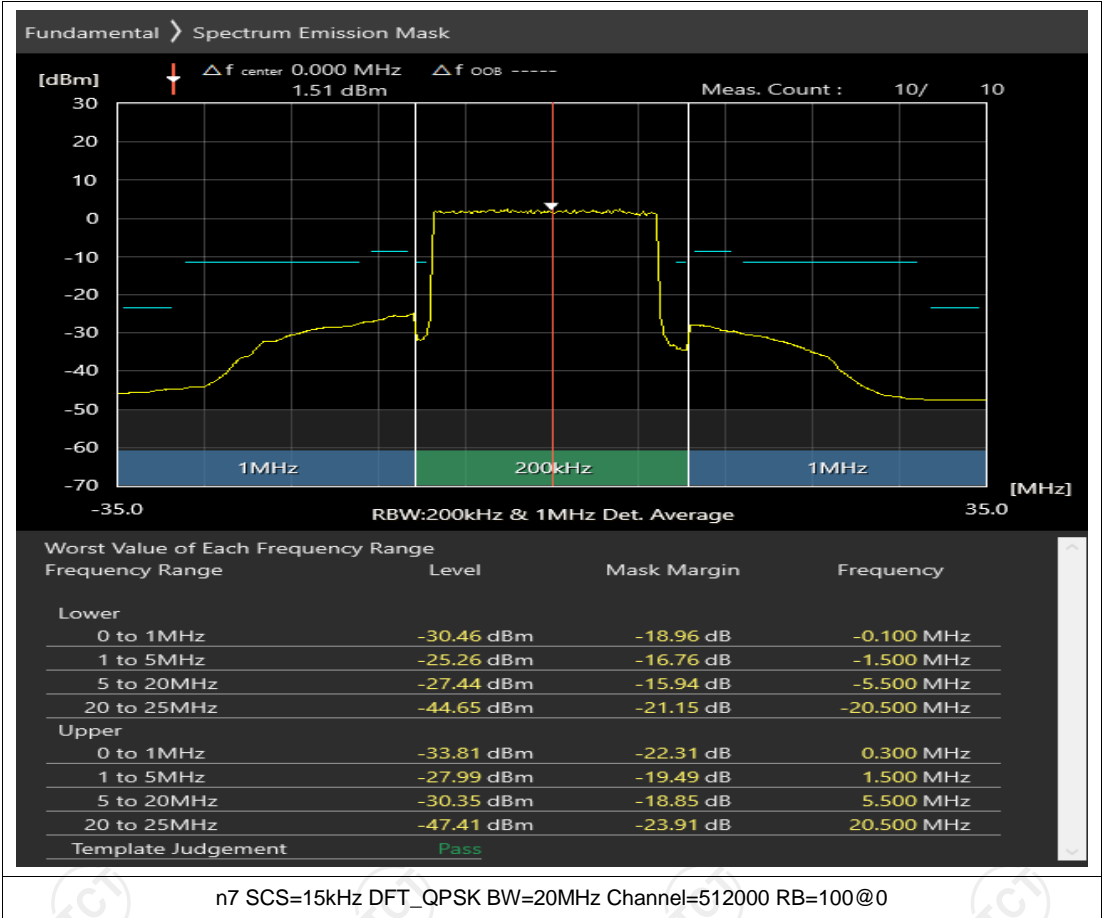 Fundamental ❯ Spectrum Emission Mask
[dBm] △f center 0.000 MHz △f OOB -----
1.51 dBm Meas. Count : 10/ 10
30
20
10
0
-10
-20
-30
-40
-50
-60
-70
1MHz 200kHz 1MHz
[MHz]
-35.0 RBW:200kHz & 1MHz Det. Average 35.0
Worst Value of Each Frequency Range
Frequency Range Level Mask Margin Frequency
Lower
0 to 1MHz -30.46 dBm -18.96 dB -0.100 MHz
1 to 5MHz -25.26 dBm -16.76 dB -1.500 MHz
5 to 20MHz -27.44 dBm -15.94 dB -5.500 MHz
20 to 25MHz -44.65 dBm -21.15 dB -20.500 MHz
Upper
0 to 1MHz -33.81 dBm -22.31 dB 0.300 MHz
1 to 5MHz -27.99 dBm -19.49 dB 1.500 MHz
5 to 20MHz -30.35 dBm -18.85 dB 5.500 MHz
20 to 25MHz -47.41 dBm -23.91 dB 20.500 MHz
Template Judgement Pass
n7 SCS=15kHz DFT_QPSK BW=20MHz Channel=512000 RB=100@0
TCT TCT TCT TCT